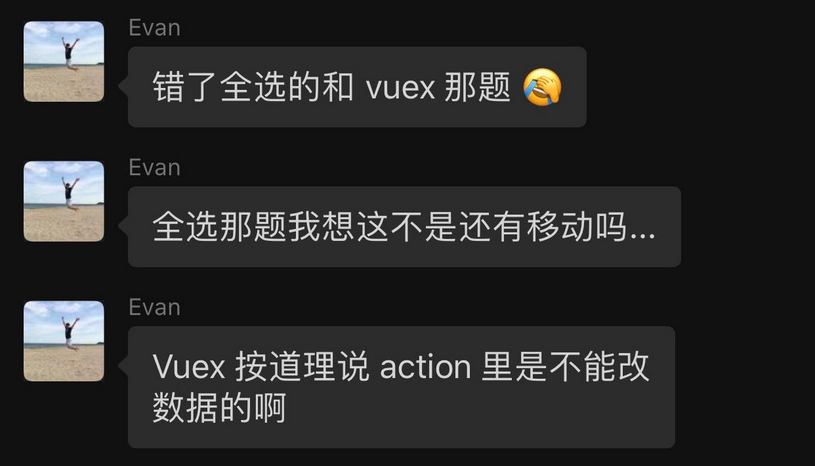 Evan
错了全选的和 vuex 那题 🤦
Evan
全选那题我想这不是还有移动吗...
Evan
Vuex 按道理说 action 里是不能改
数据的啊